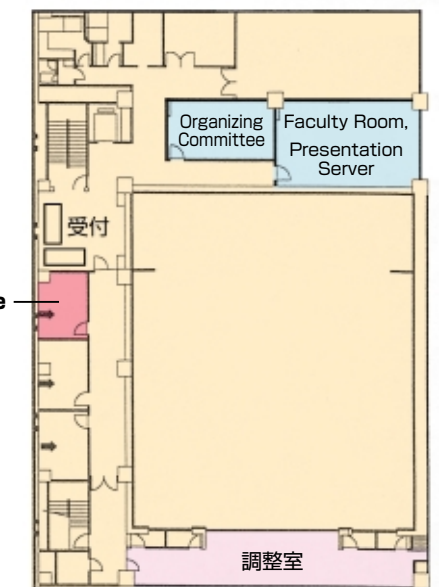 Organizing
Committee
Faculty Room,
Presentation
Server
受付
e
調整室